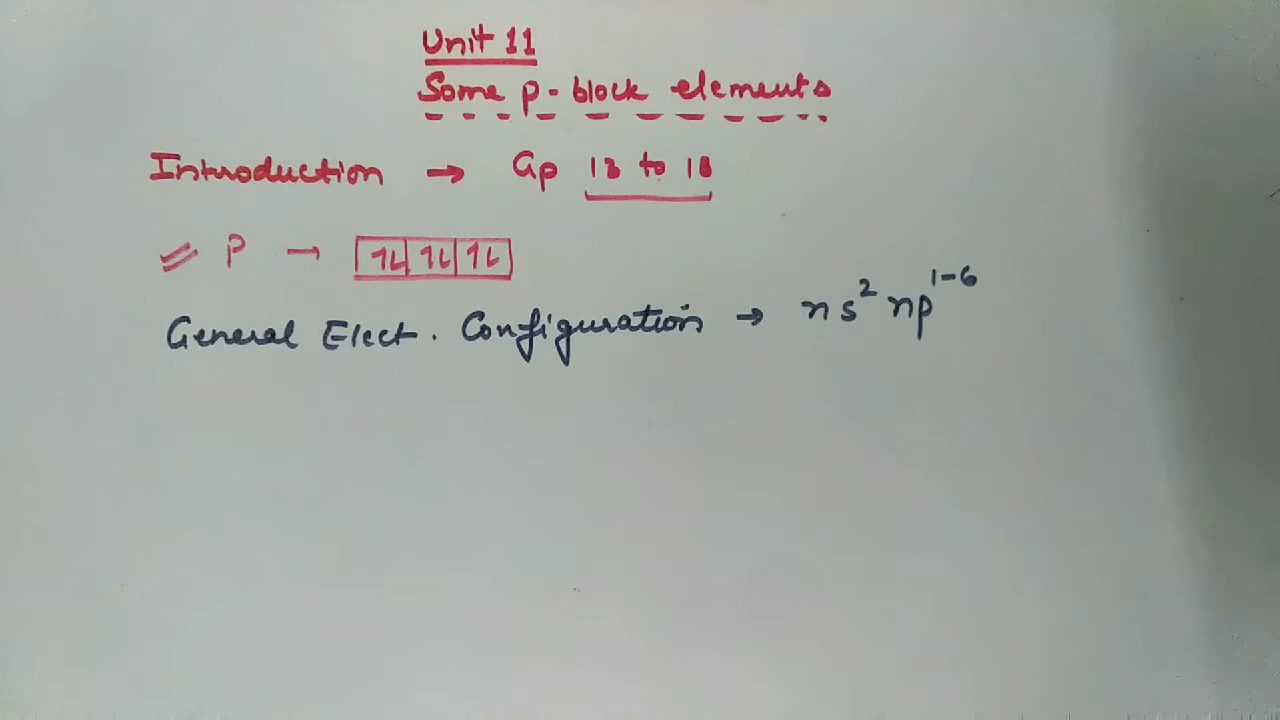 Unit 11
Some p-block elements
Introduction → Gp 13 to 18
P → 1L 1L 1L
General Elect. Configuration → ns² np¹⁻⁶